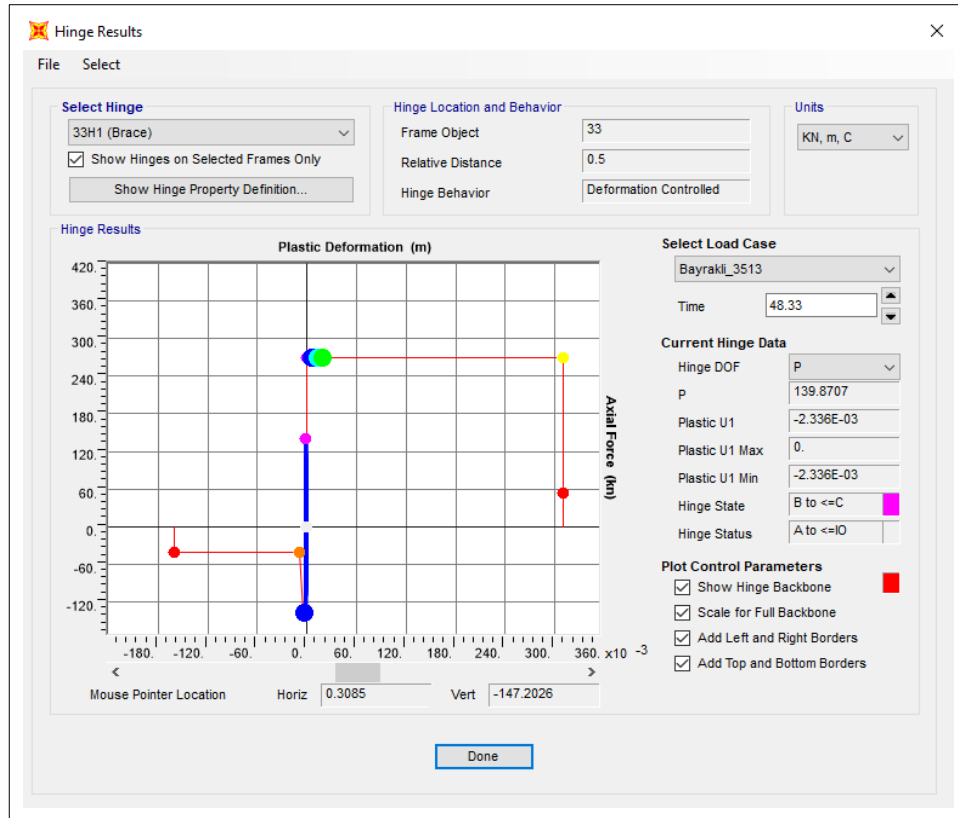 Hinge Results
File Select
Select Hinge
33H1 (Brace)
Show Hinges on Selected Frames Only
Show Hinge Property Definition...
Hinge Location and Behavior
Frame Object 33
Relative Distance 0.5
Hinge Behavior Deformation Controlled
Units
KN, m, C
Hinge Results
Plastic Deformation (m)
420.
360.
300.
240.
180.
120.
60.
0.
-60.
-120.
Axial Force (kn)
-180. -120. -60. 0. 60. 120. 180. 240. 300. 360. x10 -3
Mouse Pointer Location Horiz 0.3085 Vert -147.2026
Select Load Case
Bayrakli_3513
Time 48.33
Current Hinge Data
Hinge DOF P
P 139.8707
Plastic U1 -2.336E-03
Plastic U1 Max 0.
Plastic U1 Min -2.336E-03
Hinge State B to <=C
Hinge Status A to <=IO
Plot Control Parameters
Show Hinge Backbone
Scale for Full Backbone
Add Left and Right Borders
Add Top and Bottom Borders
Done